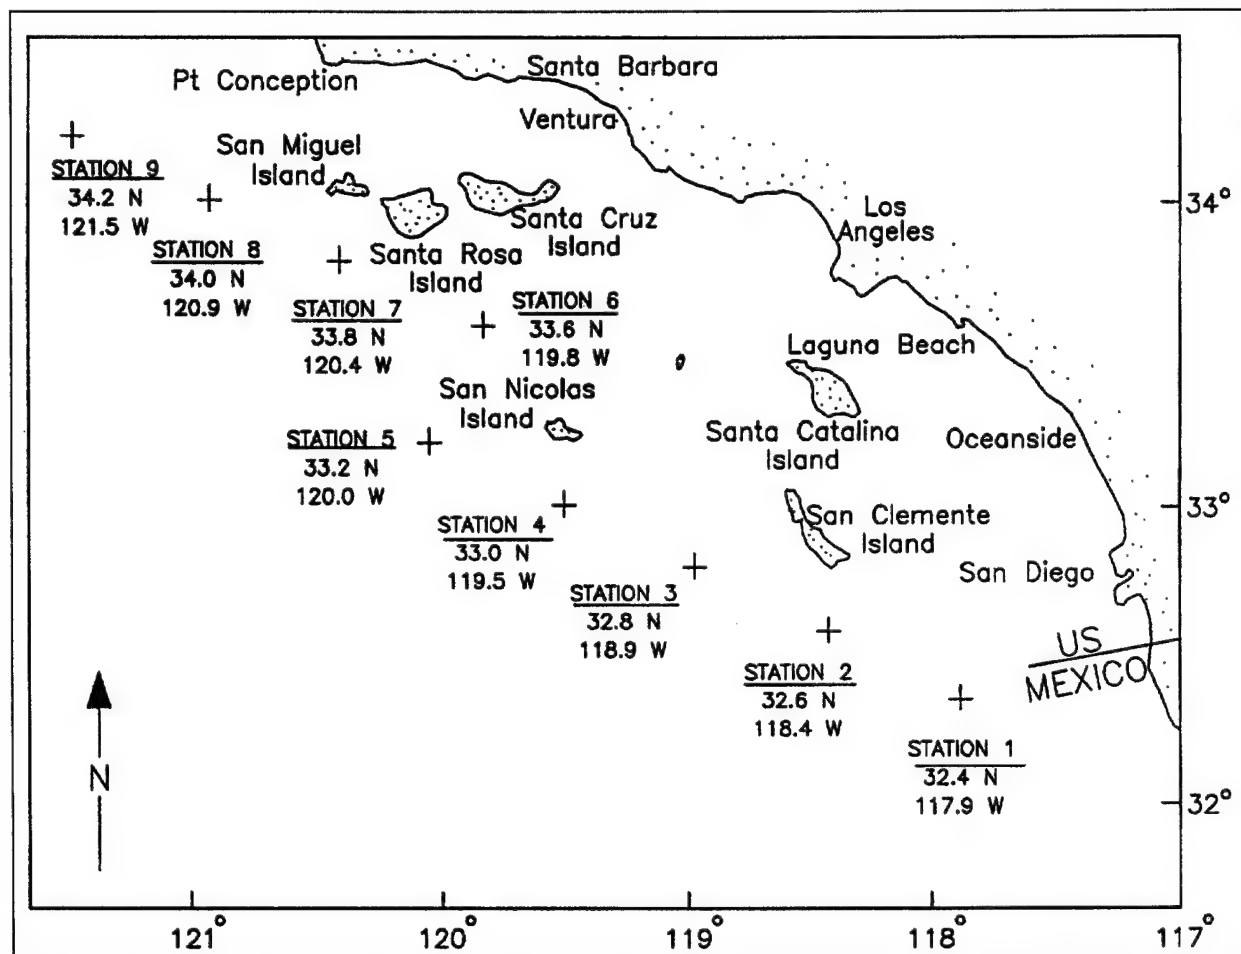 Pt Conception
Santa Barbara
Ventura
San Miguel
Island
STATION 9
34.2 N
121.5 W
Los
Angeles
34°
Santa Cruz
Island
STATION 8
34.0 N
120.9 W
Santa Rosa
Island
STATION 7
33.8 N
120.4 W
STATION 6
33.6 N
119.8 W
Laguna Beach
San Nicolas
Island
STATION 5
33.2 N
120.0 W
Santa Catalina
Island
Oceanside
33°
STATION 4
33.0 N
119.5 W
San Clemente
Island
San Diego
STATION 3
32.8 N
118.9 W
US
MEXICO
STATION 2
32.6 N
118.4 W
STATION 1
32.4 N
117.9 W
N
32°
121°
120°
119°
118°
117°